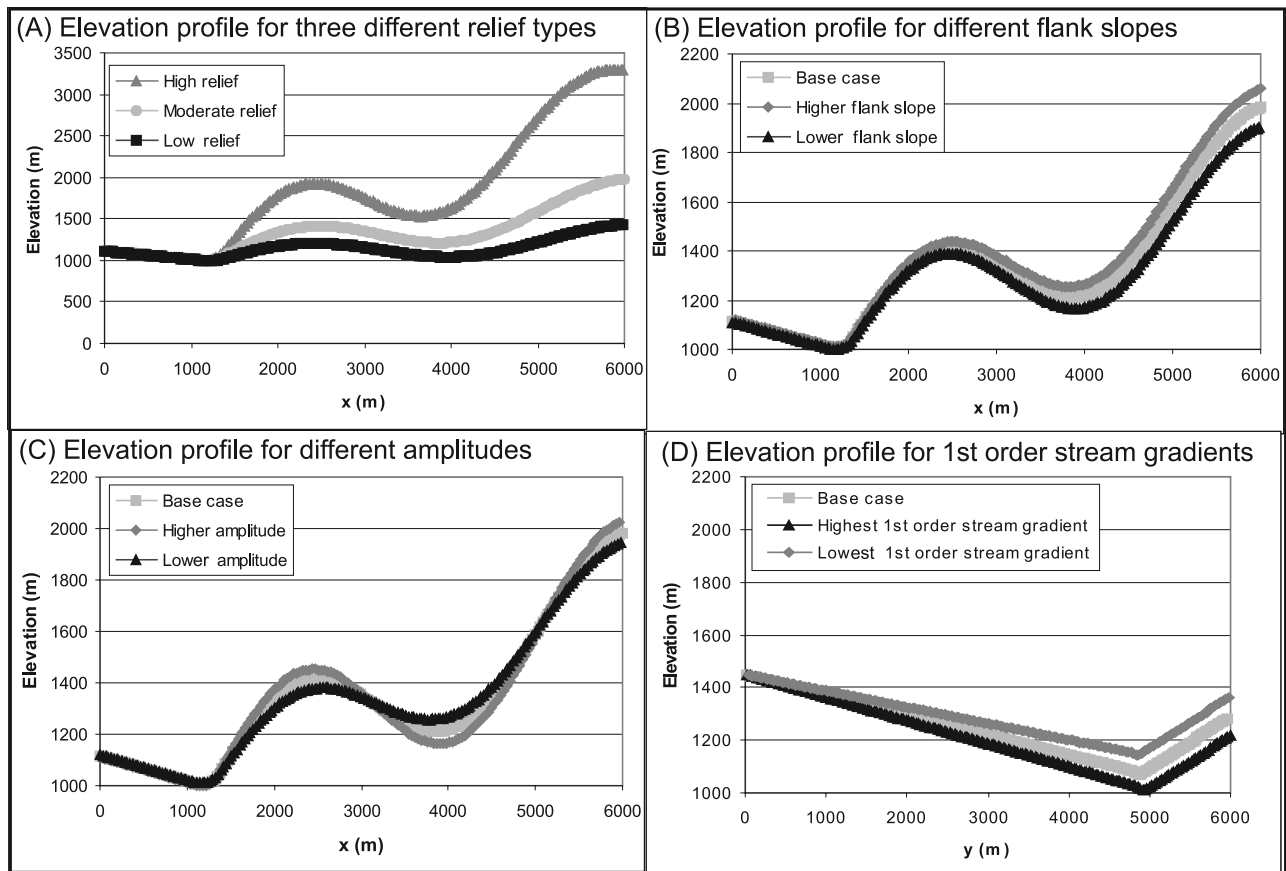 (A) Elevation profile for three different relief types
3500
3000
2500
2000
1500
1000
500
0
Elevation (m)
High relief
Moderate relief
Low relief
0 1000 2000 3000 4000 5000 6000
x (m)
(B) Elevation profile for different flank slopes
2200
2000
1800
1600
1400
1200
1000
Elevation (m)
Base case
Higher flank slope
Lower flank slope
0 1000 2000 3000 4000 5000 6000
x (m)
(C) Elevation profile for different amplitudes
2200
2000
1800
1600
1400
1200
1000
Elevation (m)
Base case
Higher amplitude
Lower amplitude
0 1000 2000 3000 4000 5000 6000
x (m)
(D) Elevation profile for 1st order stream gradients
2200
2000
1800
1600
1400
1200
1000
Elevation (m)
Base case
Highest 1st order stream gradient
Lowest 1st order stream gradient
0 1000 2000 3000 4000 5000 6000
y (m)